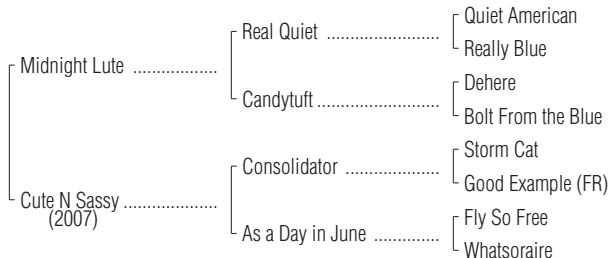 Quiet American
Real Quiet ....................
Really Blue
Midnight Lute .................
Dehere
Candytuft......................
Bolt From the Blue
Storm Cat
Consolidator .................
Good Example (FR)
Cute N Sassy ..................
(2007)
Fly So Free
As a Day in June .............
Whatsoraire